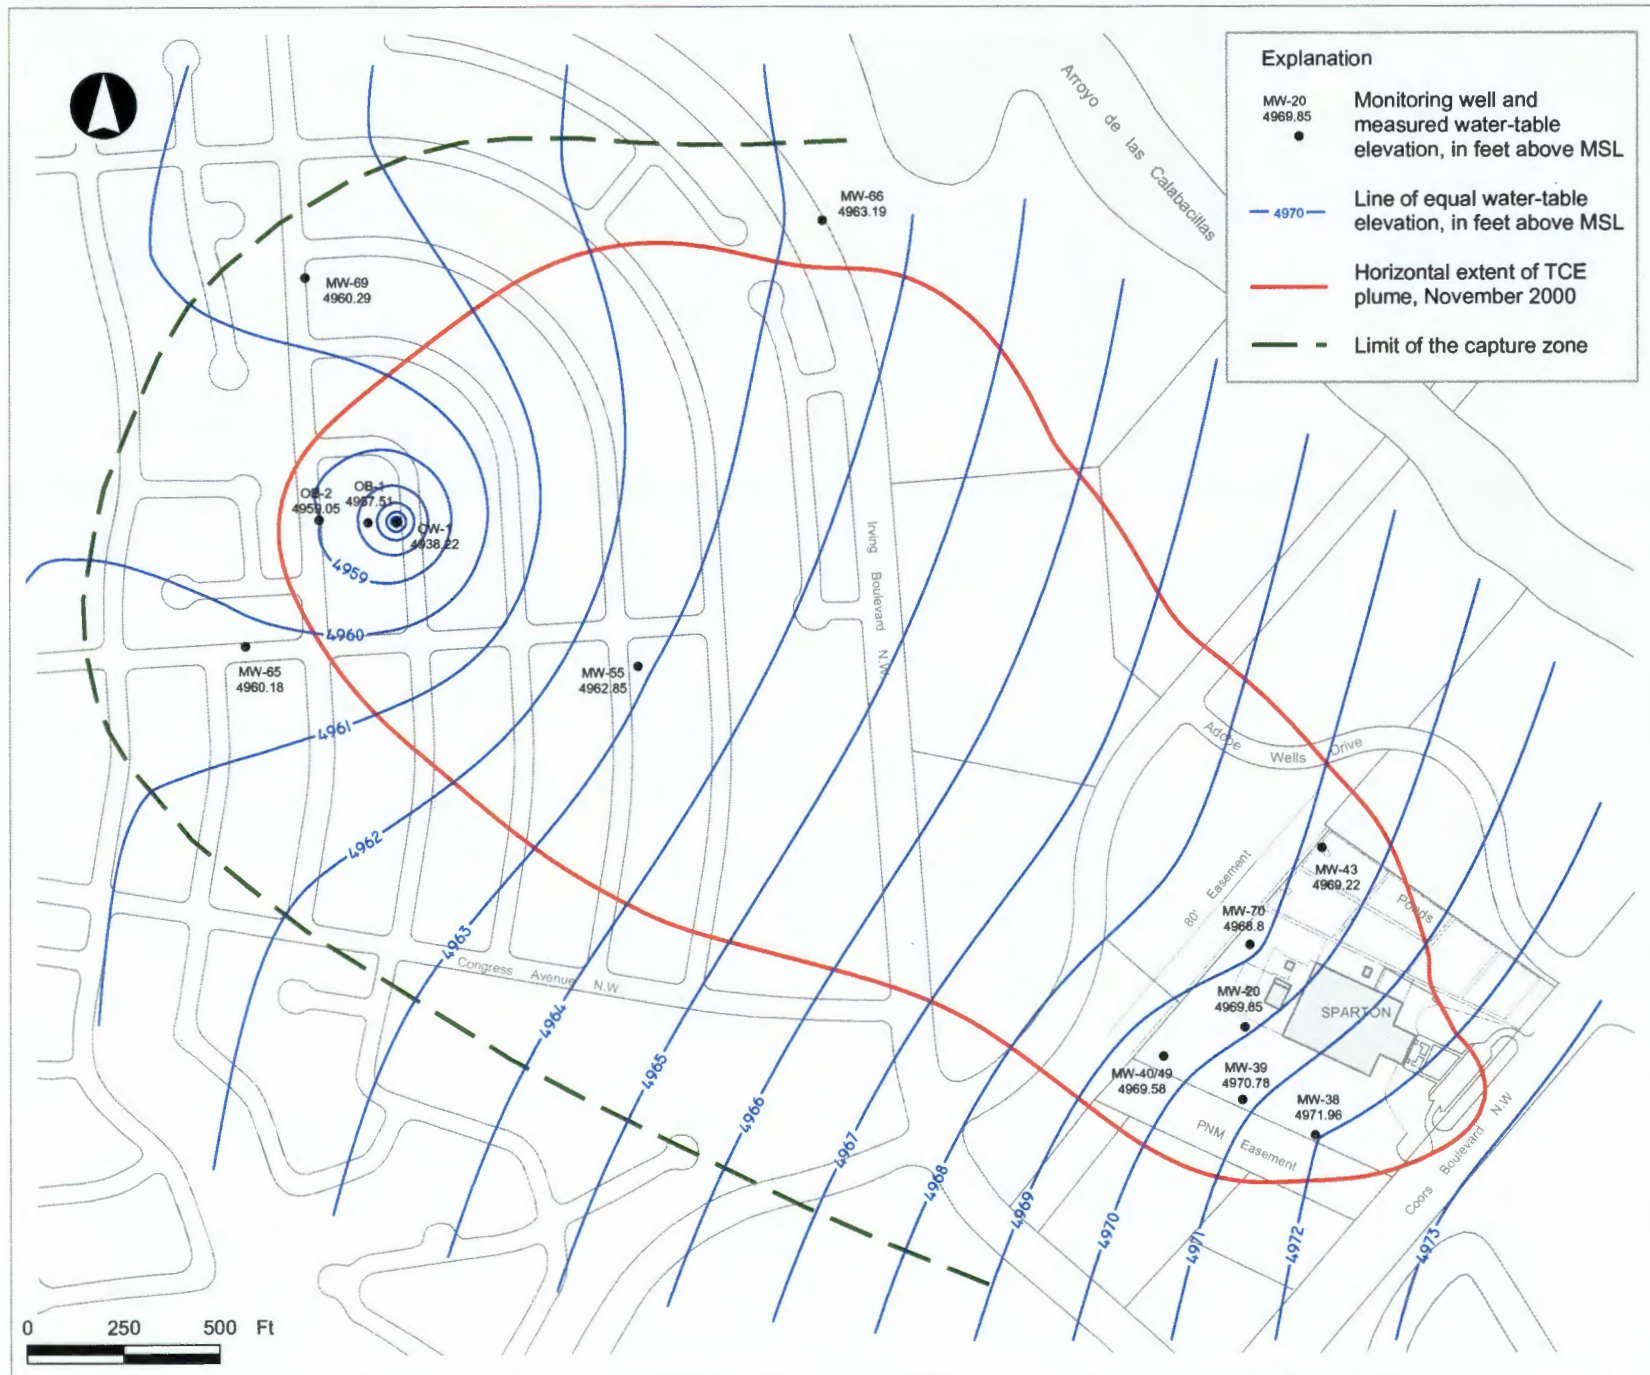 Explanation
MW-20
4969.85
Monitoring well and
measured water-table
elevation, in feet above MSL
4970
Line of equal water-table
elevation, in feet above MSL
Horizontal extent of TCE
plume, November 2000
Limit of the capture zone
Arroyo de las Calabacillas
MW-66
4963.19
MW-69
4960.29
OB-2
4959.05
OB-1
4957.51
CW-1
4938.22
4959
4960
MW-65
4960.18
MW-55
4962.85
Irving Boulevard N.W.
4961
4962
4963
4964
4965
4966
4967
4968
4969
4970
4971
4972
4973
Adobe Wells Drive
80' Easement
MW-43
4969.22
Ponds
MW-70
4968.8
MW-20
4969.85
SPARTON
MW-40/49
4969.58
MW-39
4970.78
MW-38
4971.96
PNM Easement
Coors Boulevard N.W
Congress Avenue N.W
0 250 500 Ft